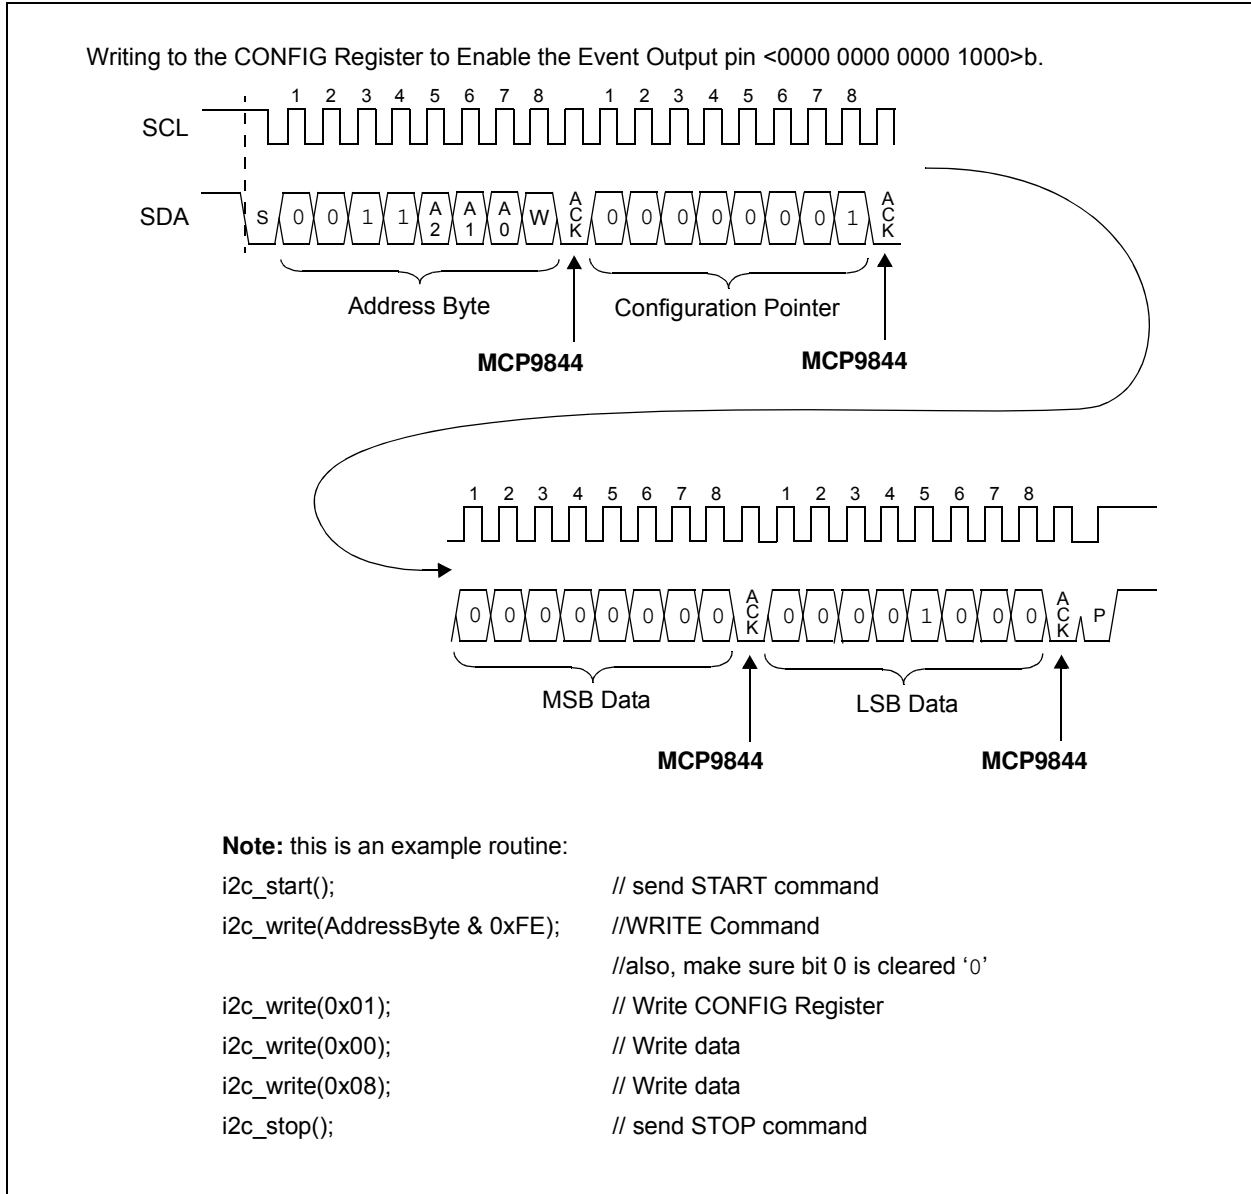 Writing to the CONFIG Register to Enable the Event Output pin <0000 0000 0000 1000>b.
1 2 3 4 5 6 7 8 1 2 3 4 5 6 7 8
SCL
SDA S 0 0 1 1 A2 A1 A0 W ACK 0 0 0 0 0 0 0 1 ACK
Address Byte Configuration Pointer
MCP9844 MCP9844
1 2 3 4 5 6 7 8 1 2 3 4 5 6 7 8
0 0 0 0 0 0 0 0 ACK 0 0 0 0 1 0 0 0 ACK P
MSB Data LSB Data
MCP9844 MCP9844
Note: this is an example routine:
i2c_start(); // send START command
i2c_write(AddressByte & 0xFE); //WRITE Command
//also, make sure bit 0 is cleared ‘0’
i2c_write(0x01); // Write CONFIG Register
i2c_write(0x00); // Write data
i2c_write(0x08); // Write data
i2c_stop(); // send STOP command